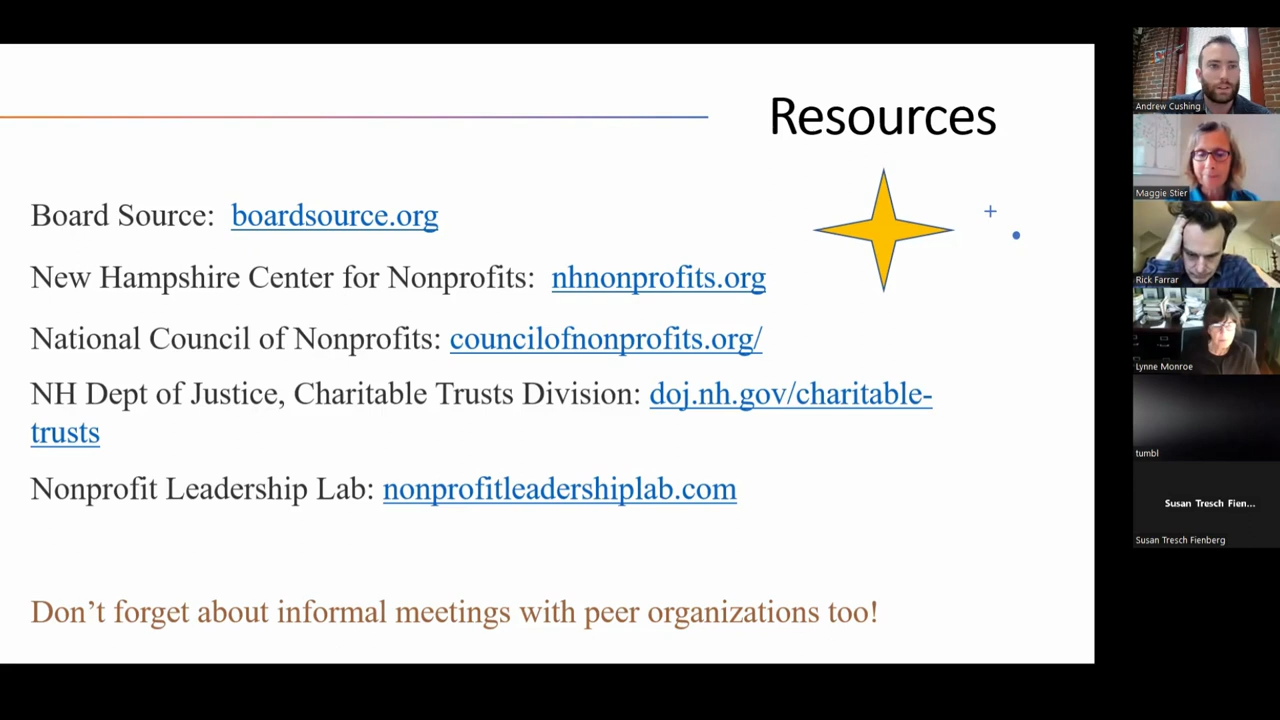 Resources
Board Source: boardsource.org
New Hampshire Center for Nonprofits: nhnonprofits.org
National Council of Nonprofits: councilofnonprofits.org/
NH Dept of Justice, Charitable Trusts Division: doj.nh.gov/charitable-
trusts
Nonprofit Leadership Lab: nonprofitleadershiplab.com
Don’t forget about informal meetings with peer organizations too!
Andrew Cushing
Maggie Stier
Rick Farrar
Lynne Monroe
tumbl
Susan Tresch Fien...
Susan Tresch Fienberg